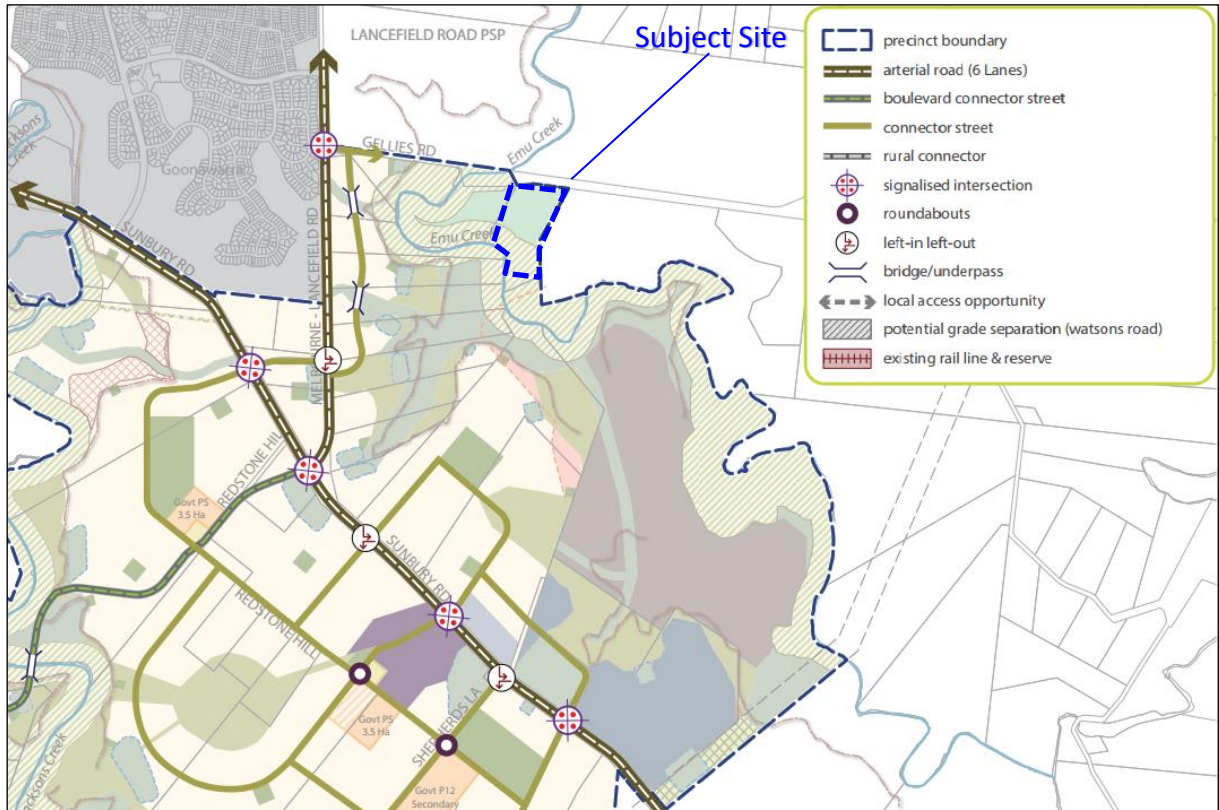 LANCEFIELD ROAD PSP
Subject Site
precinct boundary
arterial road (6 Lanes)
boulevard connector street
connector street
rural connector
signalised intersection
roundabouts
left-in left-out
bridge/underpass
local access opportunity
potential grade separation (watsons road)
existing rail line & reserve
Creek
GELLIES RD
Emu Creek
Goonawarra
Emu Creek
SUNBURY RD
MELBOURNE - LANCEFIELD RD
REDSTONE HIL
Govt PS
3.5 Ha
SUNBURY RD
REDSTONE HILL
Govt PS
3.5 Ha
SHEPHERDS LA
Jacksons Creek
Govt P12
Secondary